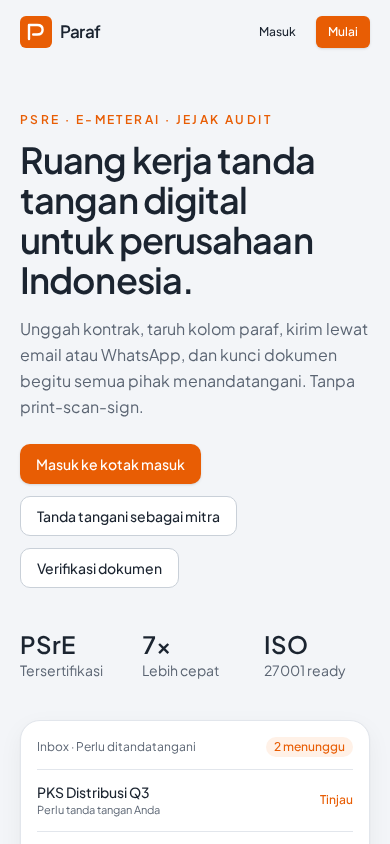 Paraf
Masuk
Mulai
PSRE · E-METERAI · JEJAK AUDIT
Ruang kerja tanda
tangan digital
untuk perusahaan
Indonesia.
Unggah kontrak, taruh kolom paraf, kirim lewat
email atau WhatsApp, dan kunci dokumen
begitu semua pihak menandatangani. Tanpa
print-scan-sign.
Masuk ke kotak masuk
Tanda tangani sebagai mitra
Verifikasi dokumen
PSrE
Tersertifikasi
7×
Lebih cepat
ISO
27001 ready
Inbox · Perlu ditandatangani
2 menunggu
PKS Distribusi Q3
Perlu tanda tangan Anda
Tinjau